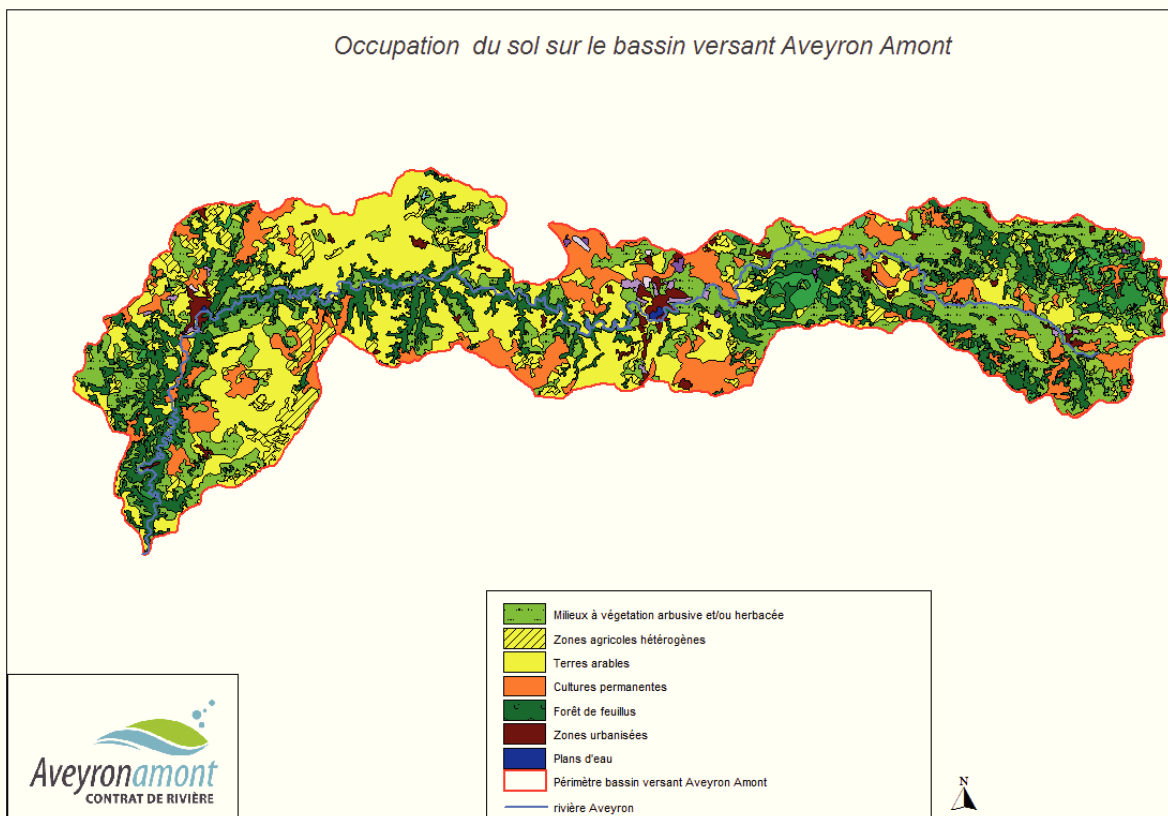 Occupation du sol sur le bassin versant Aveyron Amont
Milieux à végetation arbusive et/ou herbacée
Zones agricoles hétérogènes
Terres arables
Cultures permanentes
Forêt de feuillus
Zones urbanisées
Plans d'eau
Périmètre bassin versant Aveyron Amont
rivière Aveyron
Aveyronamont
CONTRAT DE RIVIÈRE
N